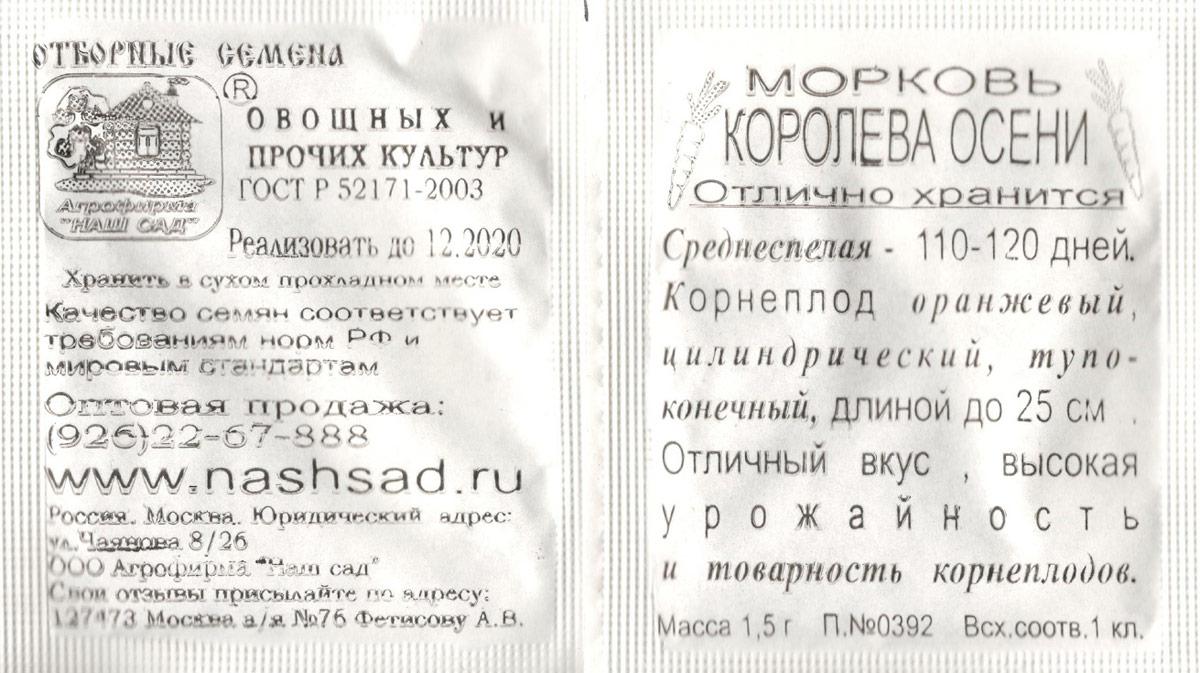 ОТБОРНЫЕ СЕМЕНА
®
ОВОЩНЫХ и
ПРОЧИХ КУЛЬТУР
ГОСТ Р 52171-2003
Агрофирма
"НАШ САД"
Реализовать до 12.2020
Хранить в сухом прохладном месте
Качество семян соответствует
требованиям норм РФ и
мировым стандартам
Оптовая продажа:
(926)22-67-888
www.nashsad.ru
Россия. Москва. Юридический адрес:
ул.Чаянова 8/26
ООО Агрофирма "Наш сад"
Свои отзывы присылайте по адресу:
127473 Москва а/я №76 Фетисову А.В.
МОРКОВЬ
КОРОЛЕВА ОСЕНИ
Отлично хранится
Среднеспелая - 110-120 дней.
Корнеплод оранжевый,
цилиндрический, тупо-
конечный, длиной до 25 см .
Отличный вкус , высокая
урожайность
и товарность корнеплодов.
Масса 1,5 г П.№0392 Всх.соотв.1 кл.